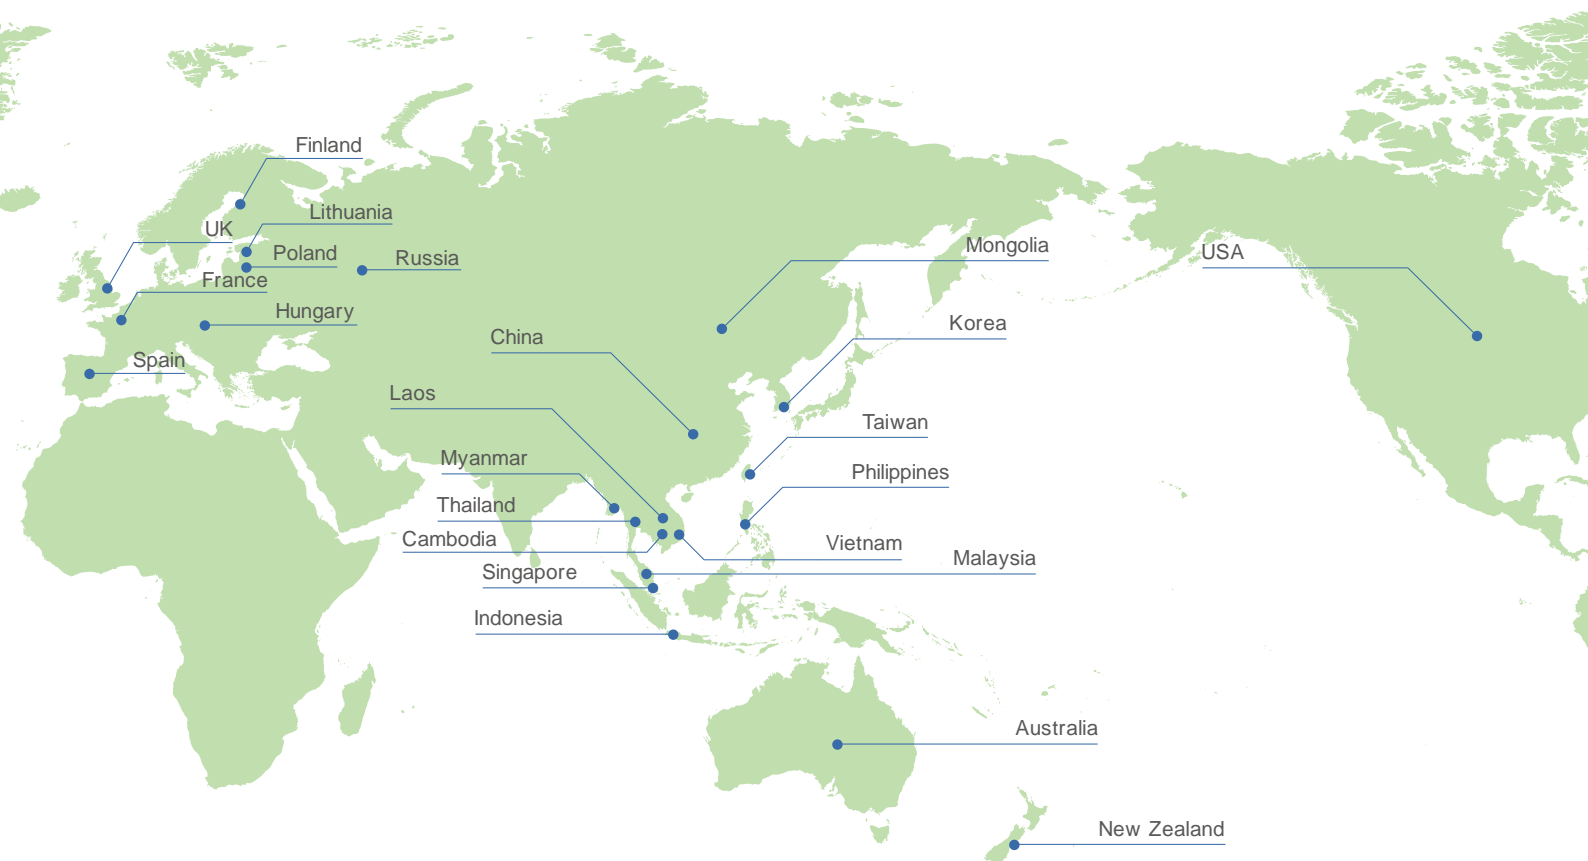 Finland
Lithuania
UK
Poland
Mongolia
USA
Russia
France
Hungary
Korea
China
Spain
Laos
Taiwan
Myanmar
Philippines
Thailand
Cambodia
Vietnam
Malaysia
Singapore
Indonesia
Australia
New Zealand